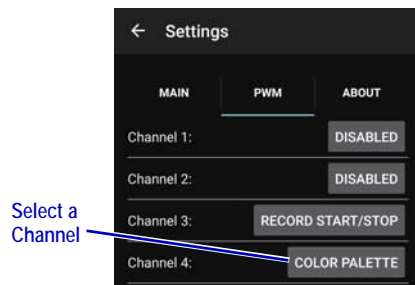 ← Settings
MAIN PWM ABOUT
Channel 1: DISABLED
Channel 2: DISABLED
Channel 3: RECORD START/STOP
Channel 4: COLOR PALETTE
Select a
Channel